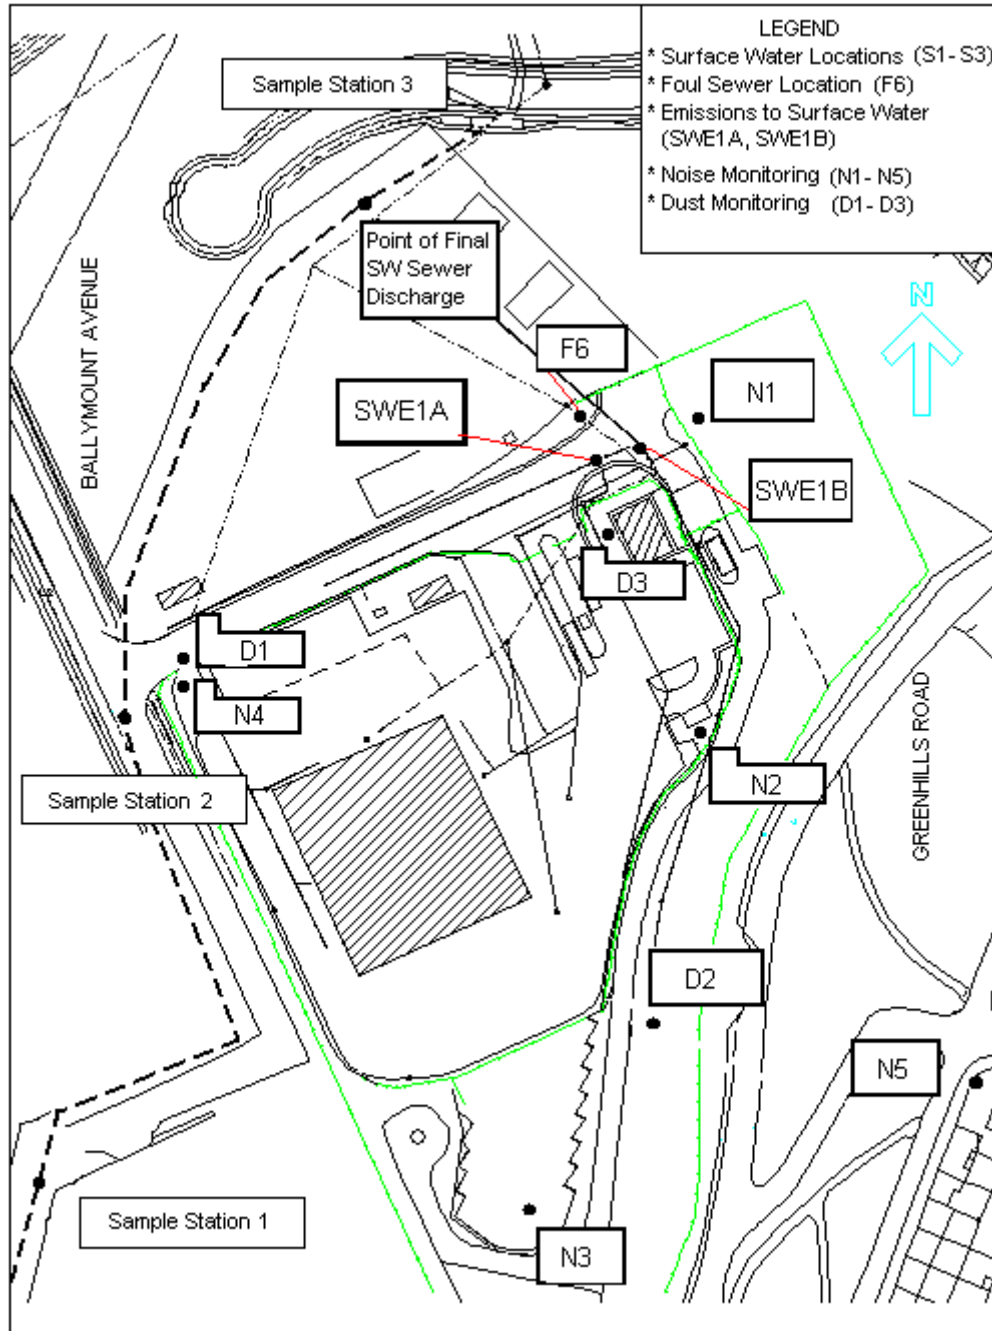 LEGEND
* Surface Water Locations (S1- S3)
* Foul Sewer Location (F6)
* Emissions to Surface Water
(SWE1A, SWE1B)
* Noise Monitoring (N1- N5)
* Dust Monitoring (D1- D3)
Sample Station 3
Point of Final
SW Sewer
Discharge
BALLYMOUNT AVENUE
N
F6
N1
SWE1A
SWE1B
D3
D1
N4
N2
Sample Station 2
GREENHILLS ROAD
D2
N5
Sample Station 1
N3